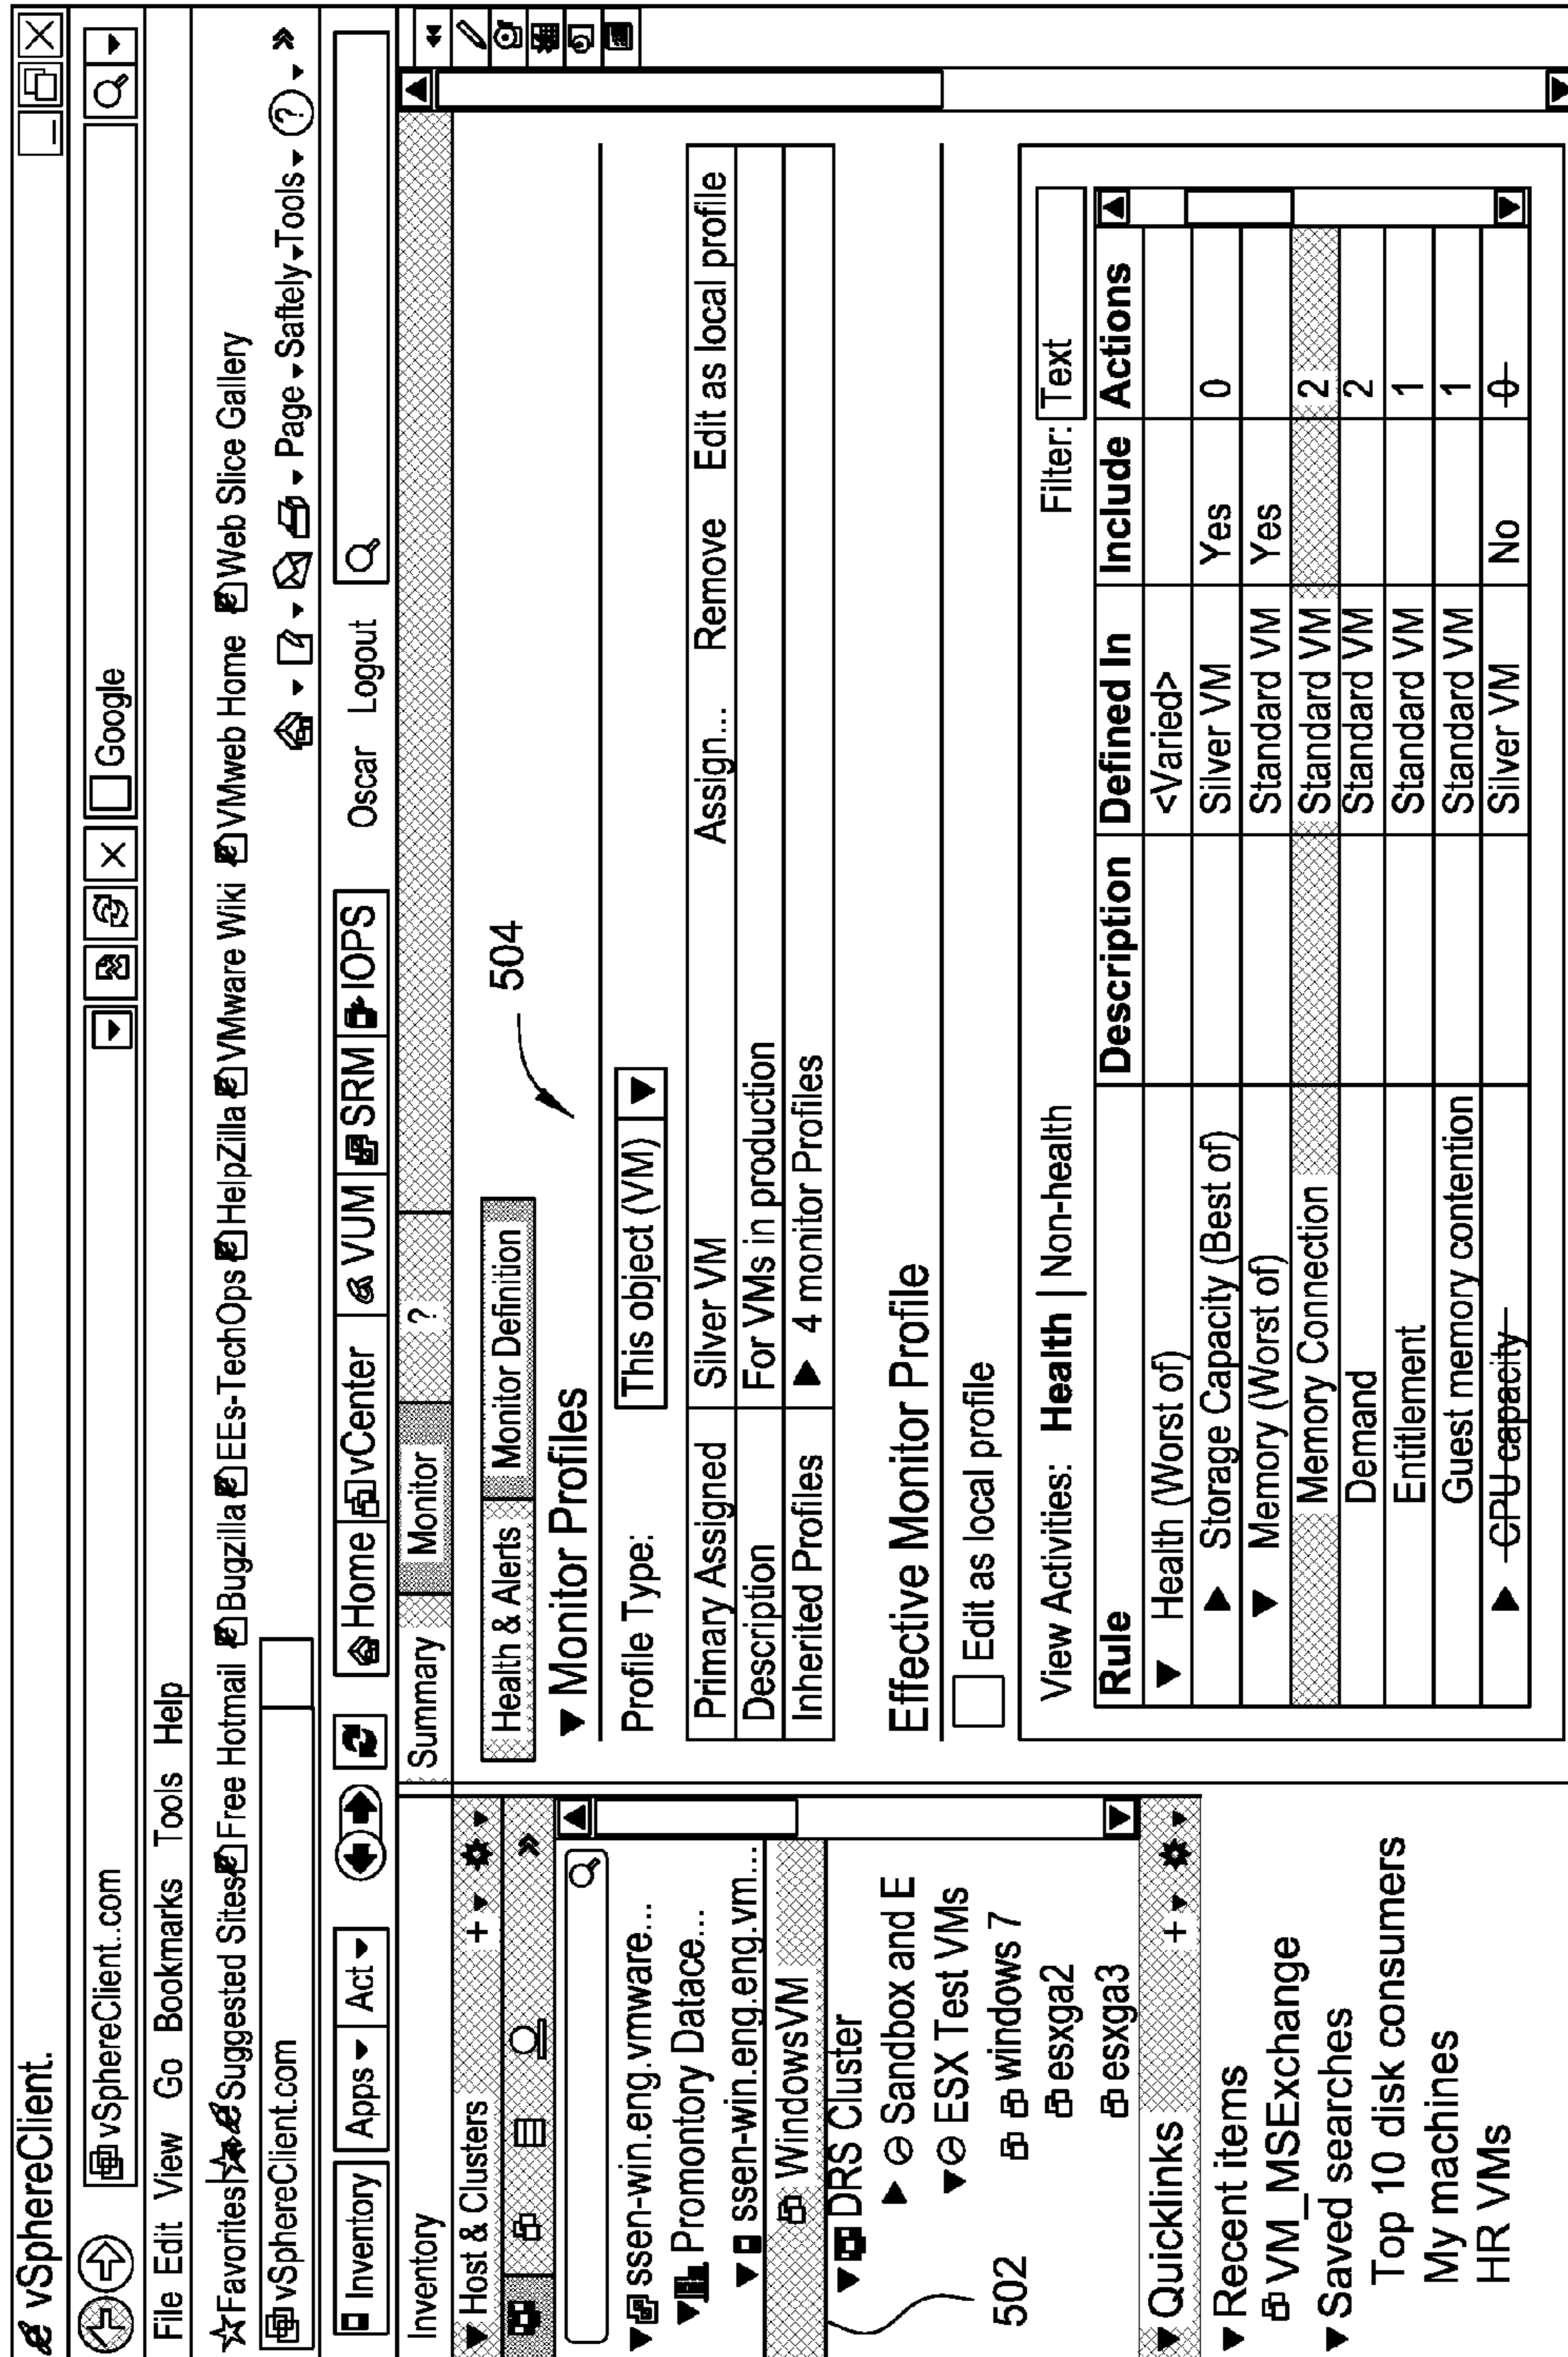 vSphereClient.
vSphereClient..com
Google
File Edit View Go Bookmarks Tools Help
Favorites Suggested Sites Free Hotmail Bugzilla EEs-TechOps HelpZilla VMware Wiki VMweb Home Web Slice Gallery
vSphereClient.com
Page Saftely Tools ?
Inventory Apps Act Home vCenter VUM SRM IOPS Oscar Logout
Inventory
Host & Clusters +
ssen-win.eng.vmware...
Promontory Datace...
ssen-win.eng.eng.vm...
WindowsVM
DRS Cluster
Sandbox and E
ESX Test VMs
windows 7
esxga2
esxga3
502
Quicklinks +
Recent items
VM_MSExchange
Saved searches
Top 10 disk consumers
My machines
HR VMs
Summary Monitor ?
Health & Alerts Monitor Definition
504
Monitor Profiles
Profile Type: This object (VM)
Primary Assigned Silver VM Assign... Remove Edit as local profile
Description For VMs in production
Inherited Profiles 4 monitor Profiles
Effective Monitor Profile
Edit as local profile
View Activities: Health | Non-health Filter: Text
Rule Description Defined In Include Actions
Health (Worst of) <Varied>
Storage Capacity (Best of) Silver VM Yes 0
Memory (Worst of) Standard VM Yes
Memory Connection Standard VM 2
Demand Standard VM 2
Entitlement Standard VM 1
Guest memory contention Standard VM 1
CPU capacity Silver VM No 0